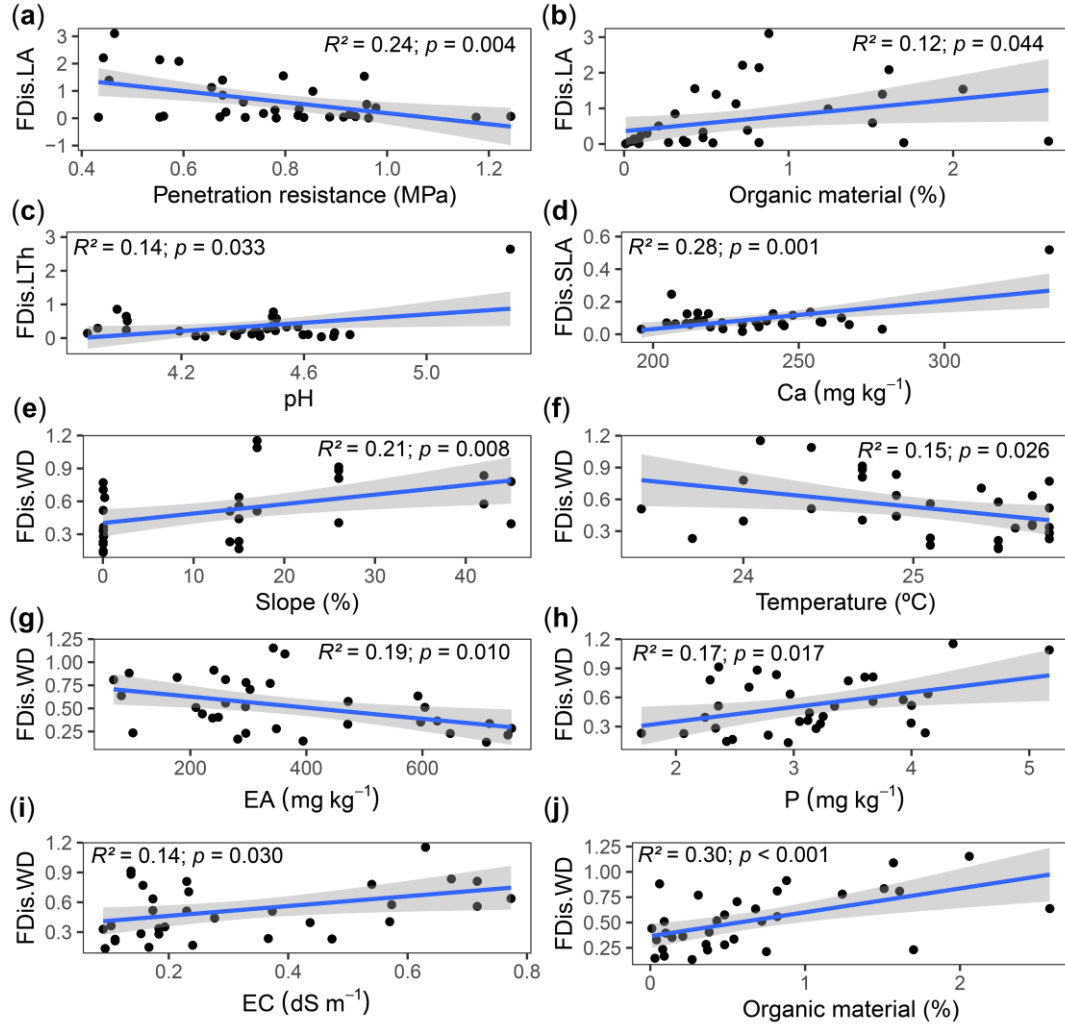 (a)
R² = 0.24; p = 0.004
FDis.LA
3
2
1
0
−1
0.4 0.6 0.8 1.0 1.2
Penetration resistance (MPa)
(b)
R² = 0.12; p = 0.044
FDis.LA
3
2
1
0
0 1 2
Organic material (%)
(c)
R² = 0.14; p = 0.033
FDis.LTh
3
2
1
0
4.2 4.6 5.0
pH
(d)
R² = 0.28; p = 0.001
FDis.SLA
0.6
0.4
0.2
0.0
200 250 300
Ca (mg kg⁻¹)
(e)
R² = 0.21; p = 0.008
FDis.WD
1.2
0.9
0.6
0.3
0 10 20 30 40
Slope (%)
(f)
R² = 0.15; p = 0.026
FDis.WD
1.2
0.9
0.6
0.3
24 25
Temperature (ºC)
(g)
R² = 0.19; p = 0.010
FDis.WD
1.25
1.00
0.75
0.50
0.25
200 400 600
EA (mg kg⁻¹)
(h)
R² = 0.17; p = 0.017
FDis.WD
1.2
0.9
0.6
0.3
2 3 4 5
P (mg kg⁻¹)
(i)
R² = 0.14; p = 0.030
FDis.WD
1.2
0.9
0.6
0.3
0.2 0.4 0.6 0.8
EC (dS m⁻¹)
(j)
R² = 0.30; p < 0.001
FDis.WD
1.25
1.00
0.75
0.50
0.25
0 1 2
Organic material (%)